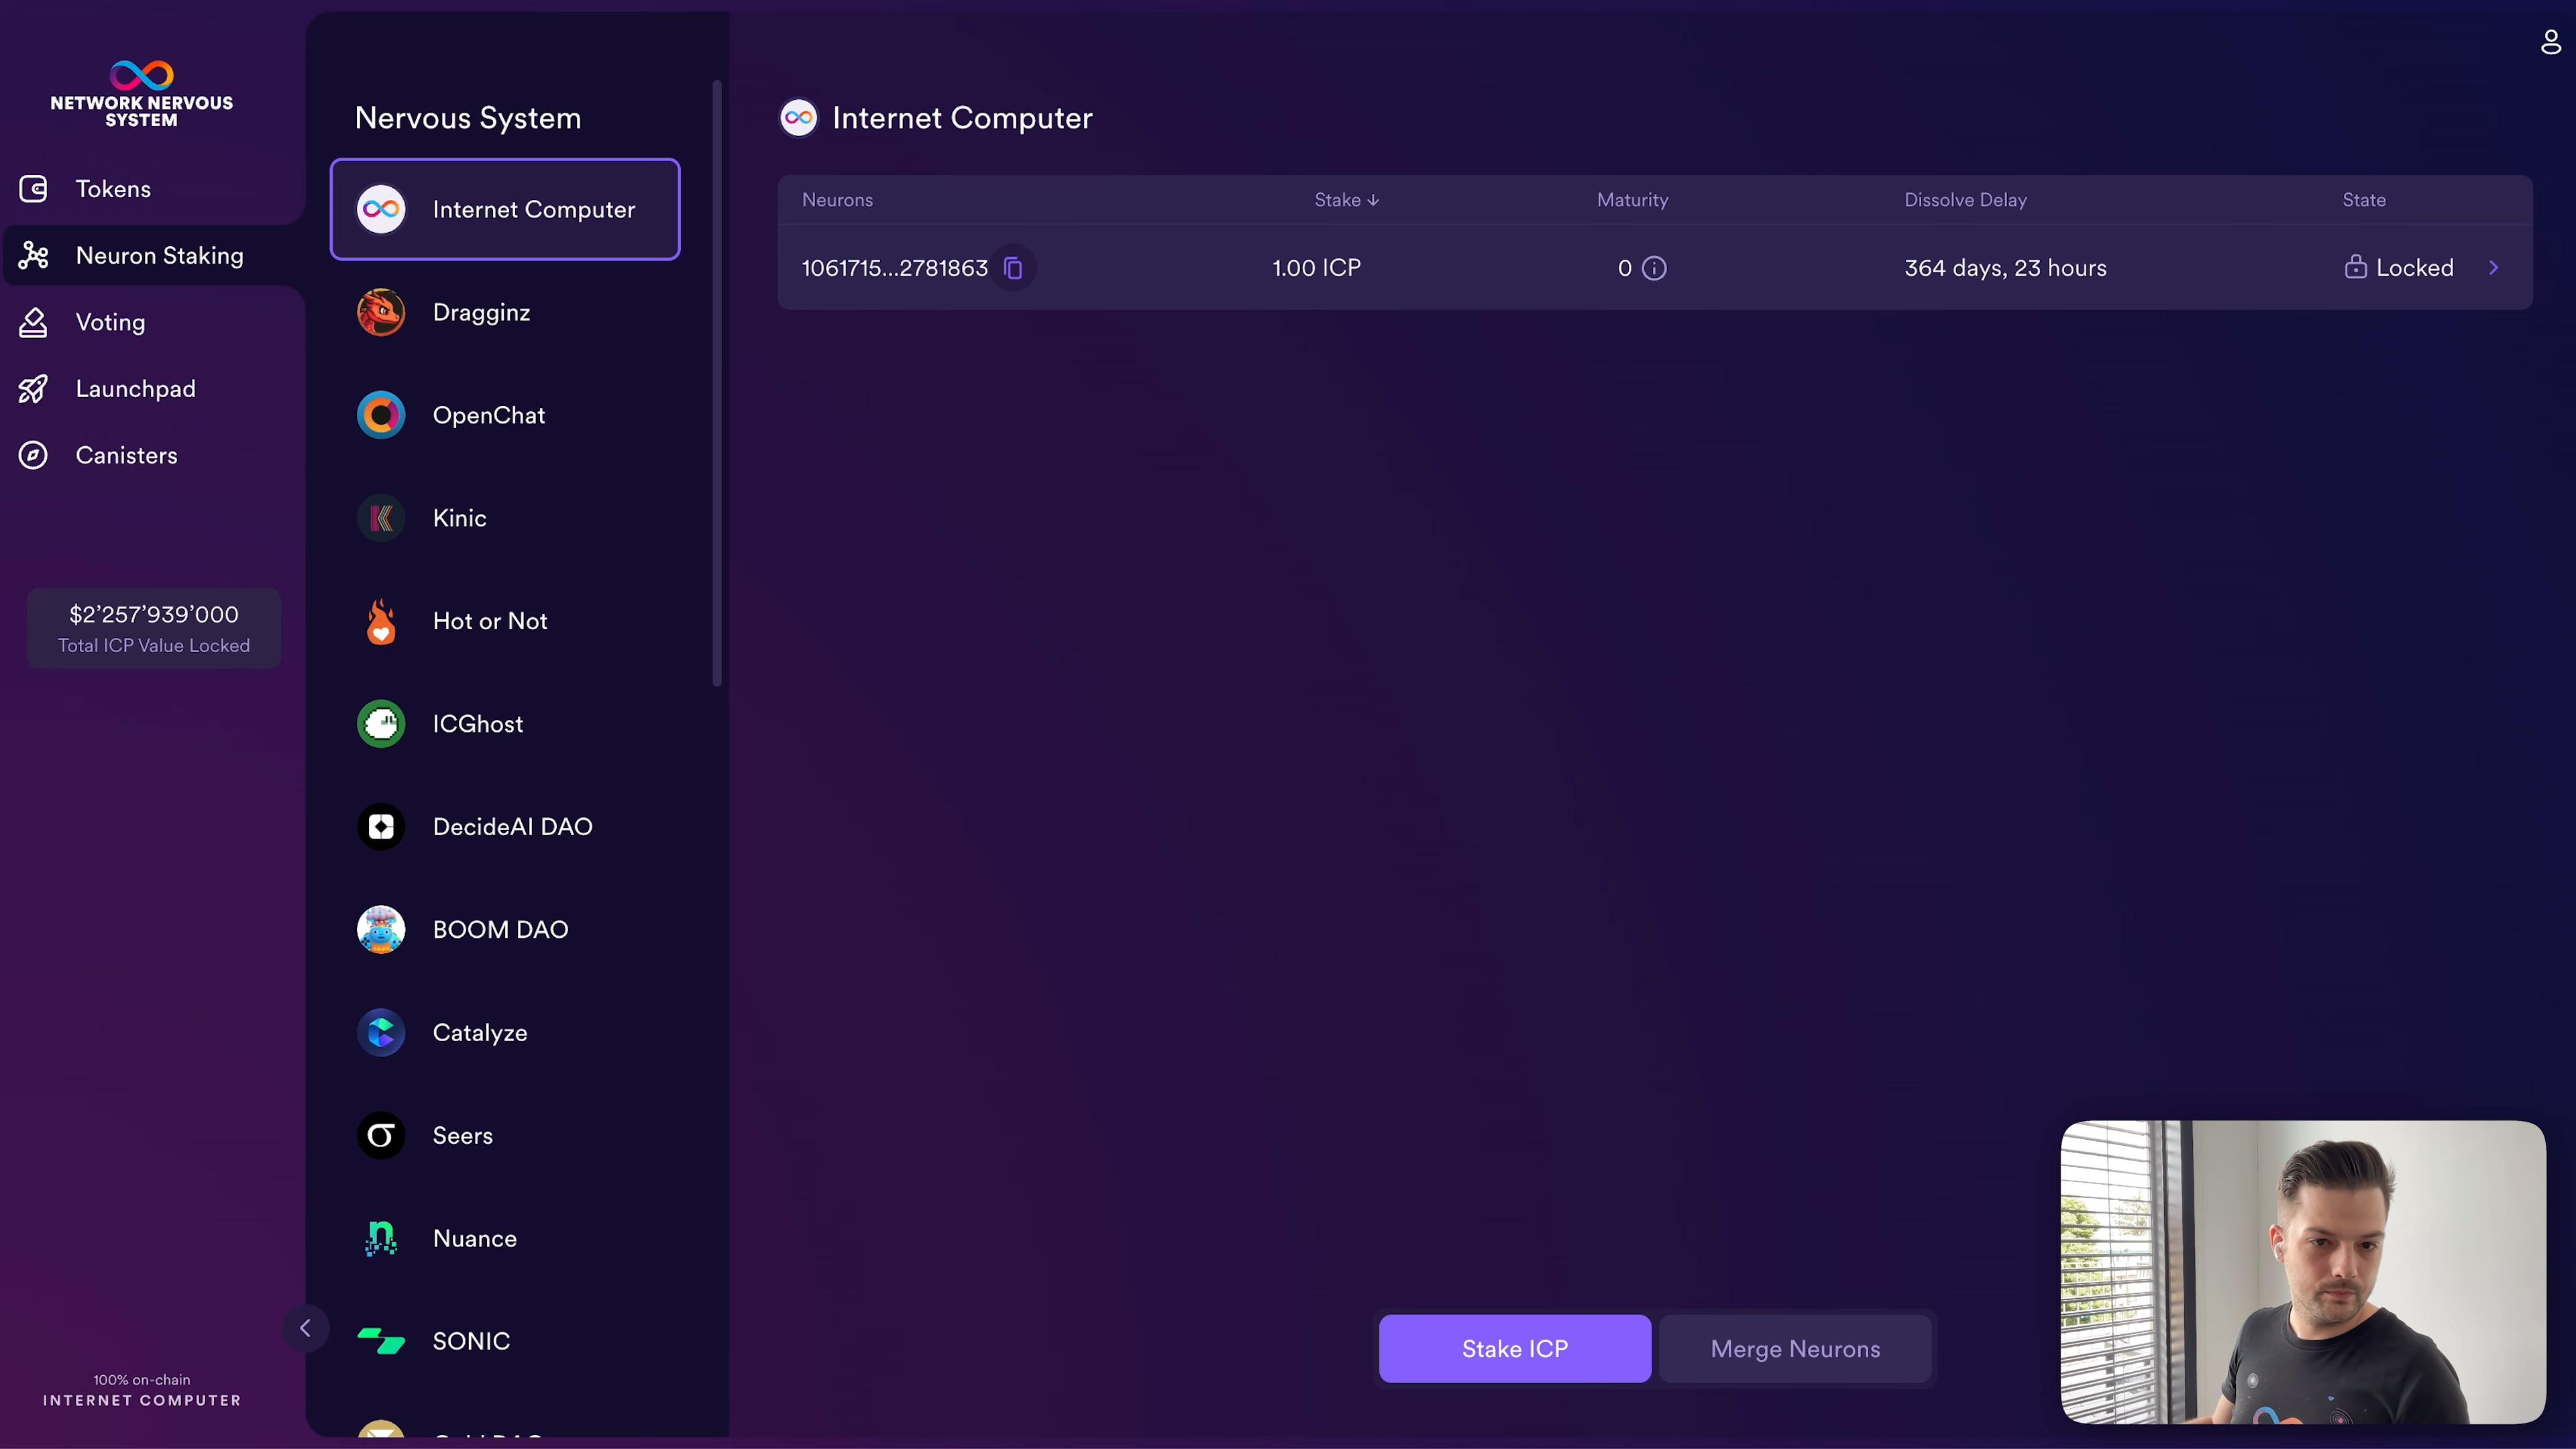 NETWORK NERVOUS
SYSTEM
Tokens
Neuron Staking
Voting
Launchpad
Canisters
$2’257’939’000
Total ICP Value Locked
100% on-chain
INTERNET COMPUTER
Nervous System
Internet Computer
Dragginz
OpenChat
Kinic
Hot or Not
ICGhost
DecideAI DAO
BOOM DAO
Catalyze
Seers
Nuance
SONIC
Internet Computer
Neurons Stake Maturity Dissolve Delay State
1061715...2781863 1.00 ICP 0 364 days, 23 hours Locked
Stake ICP
Merge Neurons